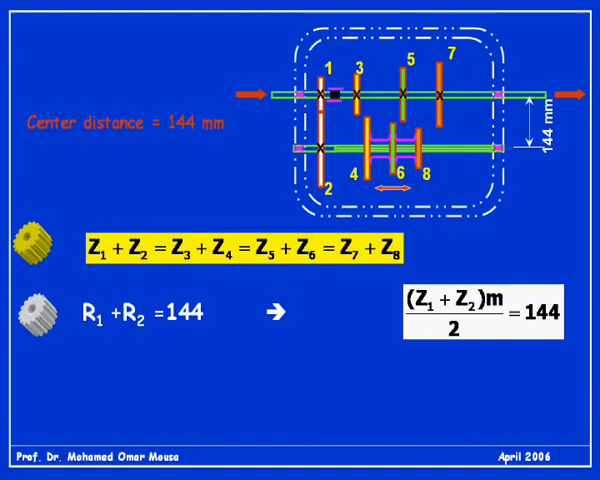 1 3 5 7
Center distance = 144 mm
144 mm
2 4 6 8
Z₁ + Z₂ = Z₃ + Z₄ = Z₅ + Z₆ = Z₇ + Z₈
R₁ +R₂ =144 ➔ (Z₁ + Z₂)m / 2 = 144
Prof. Dr. Mohamed Omar Mousa April 2006